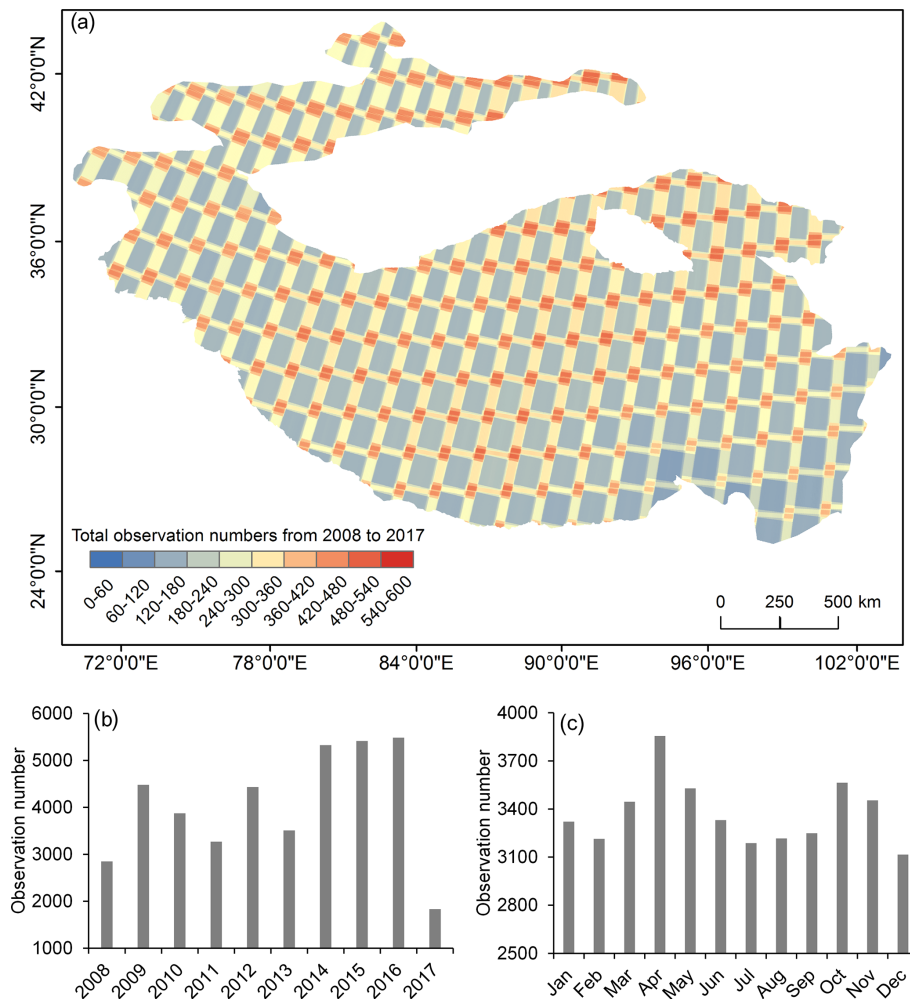 (a)
42°0'0"N
36°0'0"N
30°0'0"N
24°0'0"N
Total observation numbers from 2008 to 2017
0-60
60-120
120-180
180-240
240-300
300-360
360-420
420-480
480-540
540-600
0 250 500 km
72°0'0"E 78°0'0"E 84°0'0"E 90°0'0"E 96°0'0"E 102°0'0"E
(b)
Observation number
6000
5000
4000
3000
2000
1000
2008 2009 2010 2011 2012 2013 2014 2015 2016 2017
(c)
Observation number
4000
3700
3400
3100
2800
2500
Jan Feb Mar Apr May Jun Jul Aug Sep Oct Nov Dec